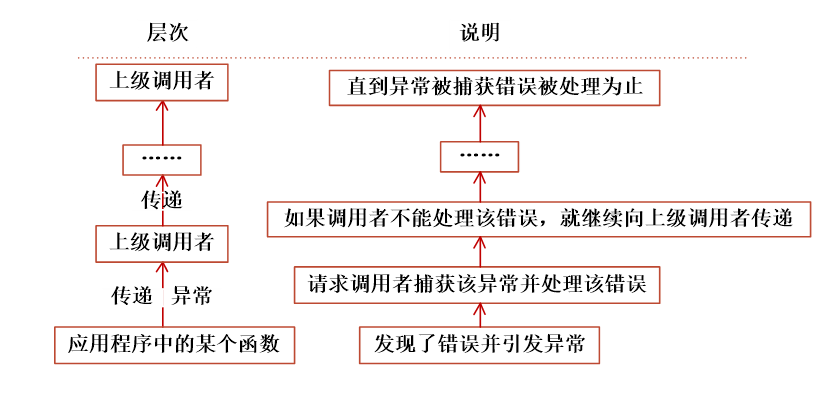 层次 说明
上级调用者 直到异常被捕获错误被处理为止
…… ……
传递
如果调用者不能处理该错误，就继续向上级调用者传递
上级调用者
请求调用者捕获该异常并处理该错误
传递 异常
应用程序中的某个函数 发现了错误并引发异常